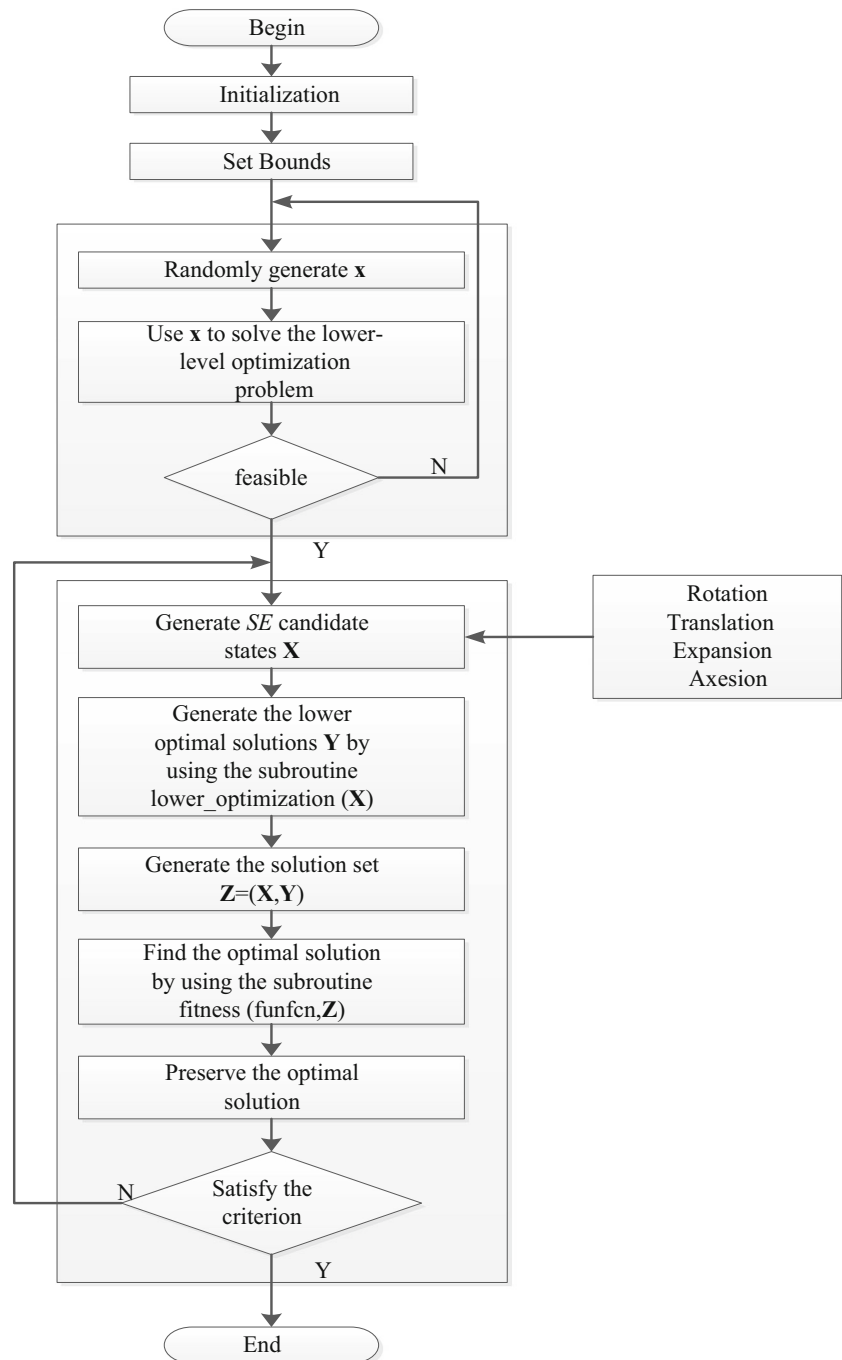 Begin
Initialization
Set Bounds
Randomly generate x
Use x to solve the lower-
level optimization
problem
feasible
N
Y
Generate SE candidate
states X
Rotation
Translation
Expansion
Axesion
Generate the lower
optimal solutions Y by
using the subroutine
lower_optimization (X)
Generate the solution set
Z=(X,Y)
Find the optimal solution
by using the subroutine
fitness (funfcn,Z)
Preserve the optimal
solution
N
Satisfy the
criterion
Y
End